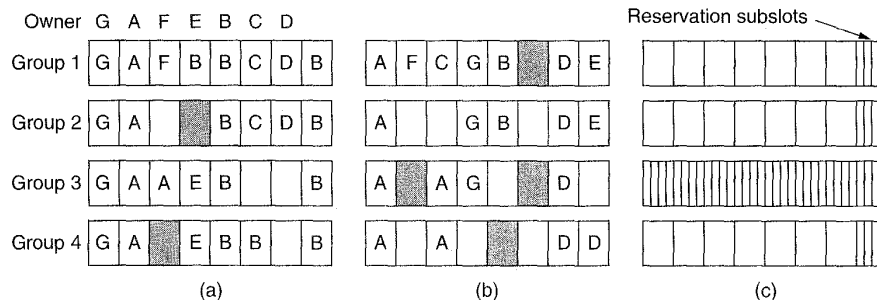 Reservation subslots
Owner G A F E B C D
Group 1 G A F B B C D B A F C G B D E
Group 2 G A B C D B A G B D E
Group 3 G A A E B B A A G D
Group 4 G A E B B B A A D D
(a) (b) (c)